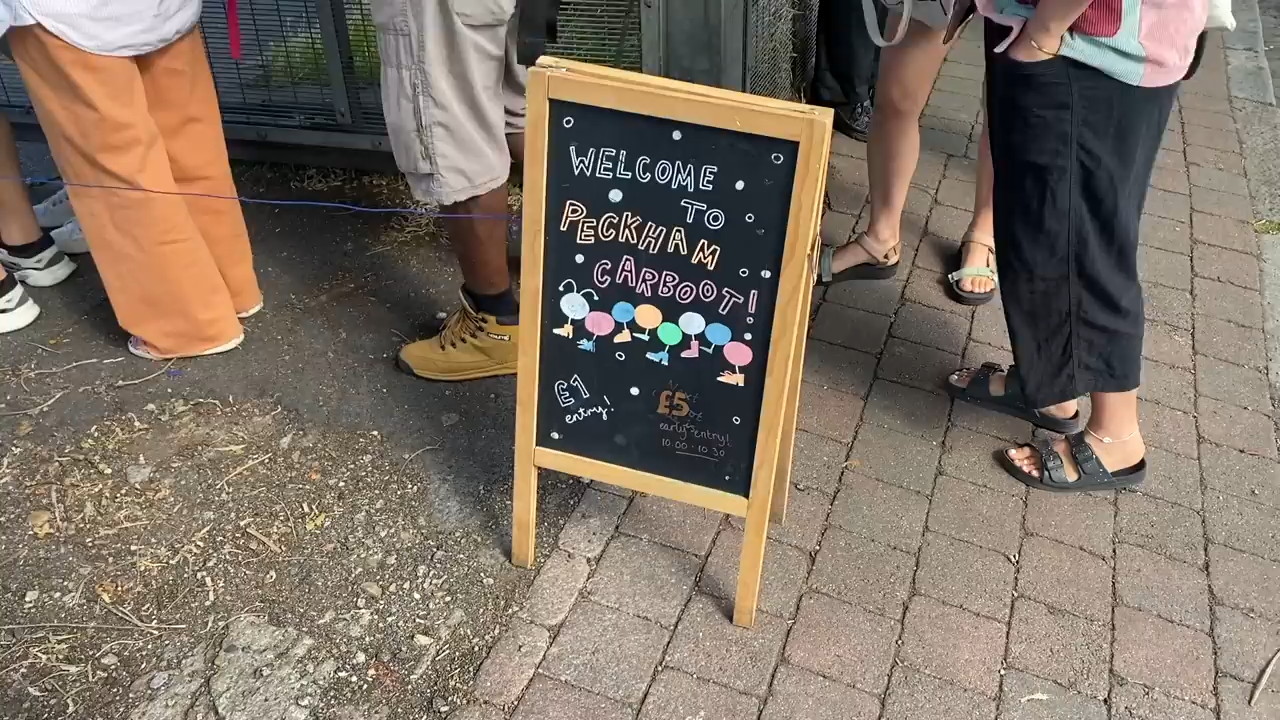 WELCOME
TO
PECKHAM
CARBOOT!
£1
entry!
£5
early entry!
10:00-10:30